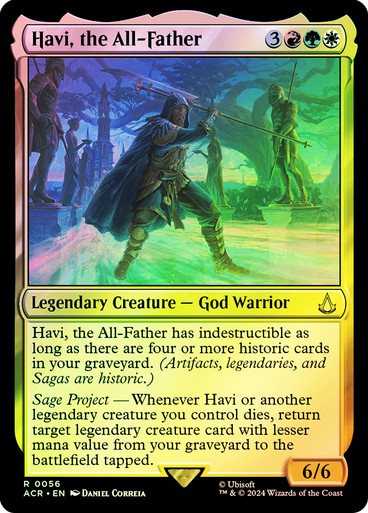 Havi, the All-Father 3
Legendary Creature — God Warrior
Havi, the All-Father has indestructible as
long as there are four or more historic cards
in your graveyard. (Artifacts, legendaries, and
Sagas are historic.)
Sage Project — Whenever Havi or another
legendary creature you control dies, return
target legendary creature card with lesser
mana value from your graveyard to the
battlefield tapped.
6/6
R 0056
ACR • EN Daniel Correia
© Ubisoft
™ & © 2024 Wizards of the Coast